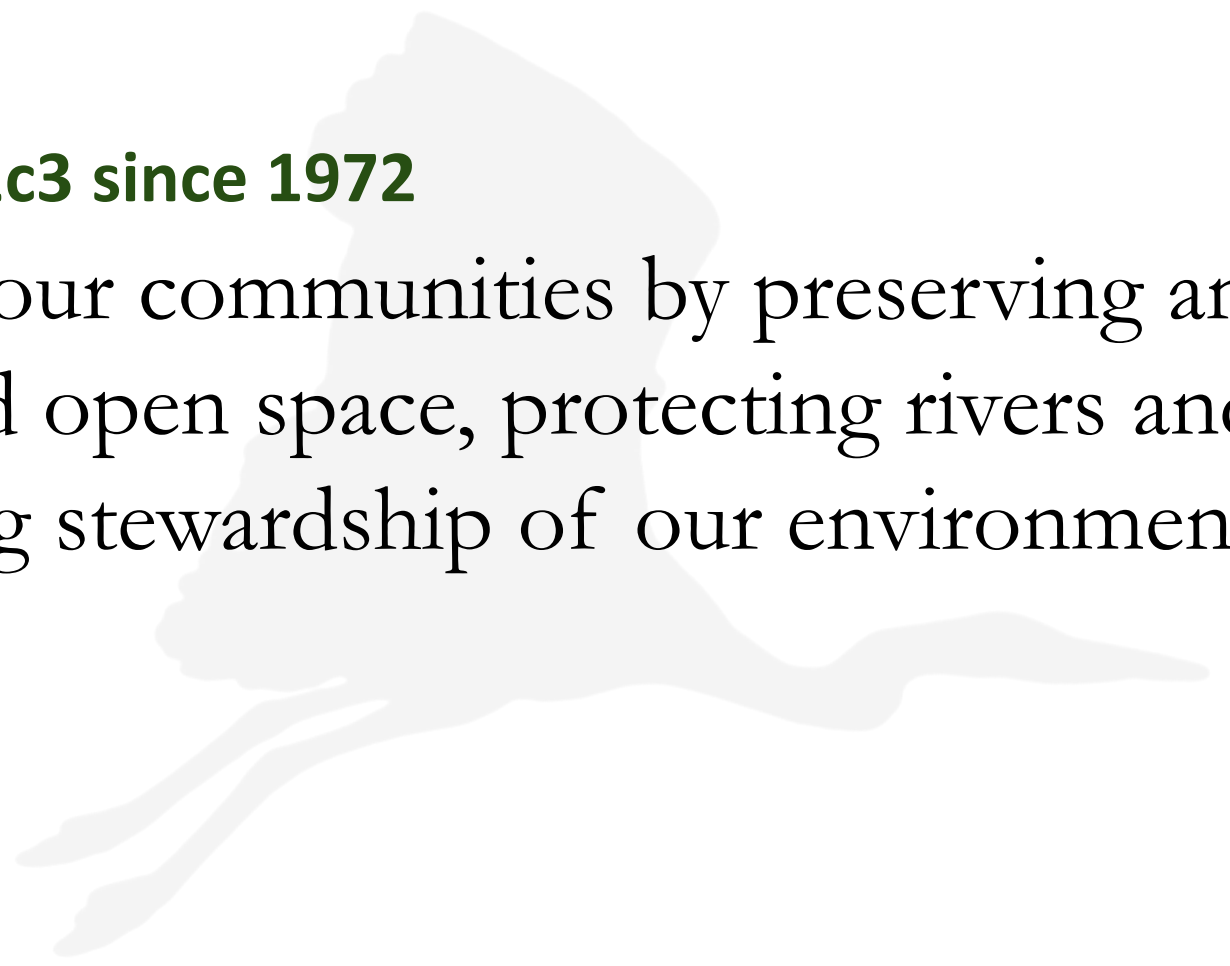 c3 since 1972
our communities by preserving an
d open space, protecting rivers and
g stewardship of our environmen